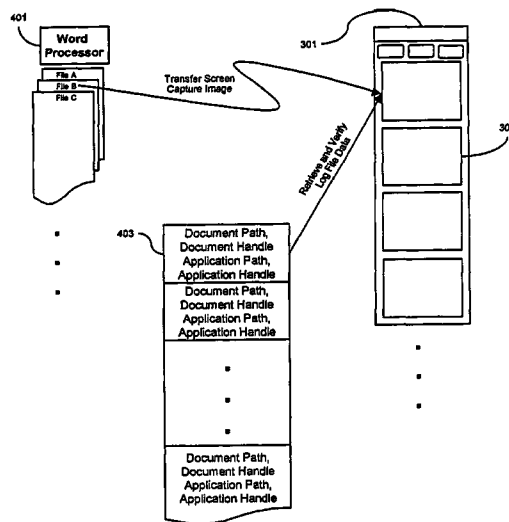 401
Word
Processor
File A
File B
File C
Transfer Screen
Capture Image
301
Retrieve and Verify
Log File Data
30
403
Document Path,
Document Handle
Application Path,
Application Handle
Document Path,
Document Handle
Application Path,
Application Handle
Document Path,
Document Handle
Application Path,
Application Handle